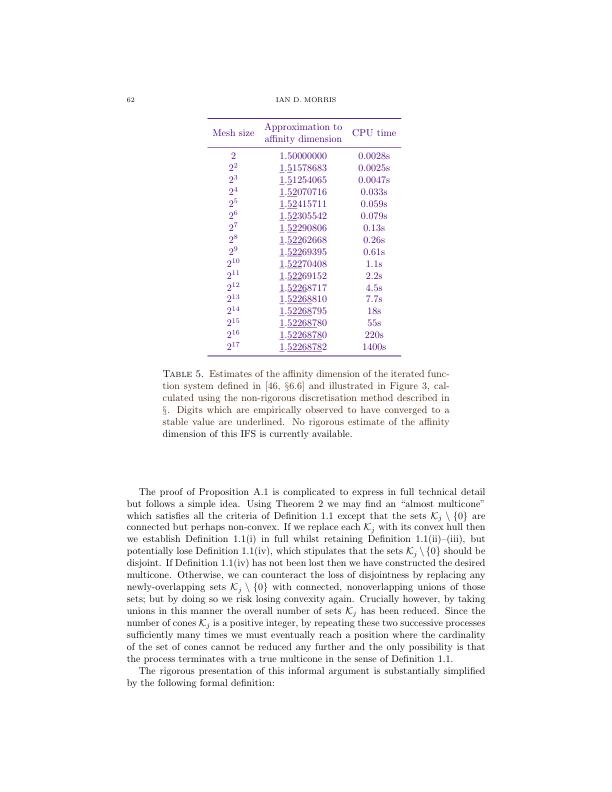 62
IAN D. MORRIS
Mesh size Approximation to affinity dimension CPU time
2 1.50000000 0.0028s
2^2 1.51578683 0.0025s
2^3 1.51254065 0.0047s
2^4 1.52070716 0.033s
2^5 1.52415711 0.059s
2^6 1.52305542 0.079s
2^7 1.52290806 0.13s
2^8 1.52262668 0.26s
2^9 1.52269395 0.61s
2^10 1.52270408 1.1s
2^11 1.52269152 2.2s
2^12 1.52268717 4.5s
2^13 1.52268810 7.7s
2^14 1.52268795 18s
2^15 1.52268780 55s
2^16 1.52268780 220s
2^17 1.52268782 1400s
TABLE 5. Estimates of the affinity dimension of the iterated func-
tion system defined in [46, §6.6] and illustrated in Figure 3, cal-
culated using the non-rigorous discretisation method described in
§. Digits which are empirically observed to have converged to a
stable value are underlined. No rigorous estimate of the affinity
dimension of this IFS is currently available.
The proof of Proposition A.1 is complicated to express in full technical detail
but follows a simple idea. Using Theorem 2 we may find an “almost multicone”
which satisfies all the criteria of Definition 1.1 except that the sets 𝒦_j \ {0} are
connected but perhaps non-convex. If we replace each 𝒦_j with its convex hull then
we establish Definition 1.1(i) in full whilst retaining Definition 1.1(ii)–(iii), but
potentially lose Definition 1.1(iv), which stipulates that the sets 𝒦_j \ {0} should be
disjoint. If Definition 1.1(iv) has not been lost then we have constructed the desired
multicone. Otherwise, we can counteract the loss of disjointness by replacing any
newly-overlapping sets 𝒦_j \ {0} with connected, nonoverlapping unions of those
sets; but by doing so we risk losing convexity again. Crucially however, by taking
unions in this manner the overall number of sets 𝒦_j has been reduced. Since the
number of cones 𝒦_j is a positive integer, by repeating these two successive processes
sufficiently many times we must eventually reach a position where the cardinality
of the set of cones cannot be reduced any further and the only possibility is that
the process terminates with a true multicone in the sense of Definition 1.1.
The rigorous presentation of this informal argument is substantially simplified
by the following formal definition: